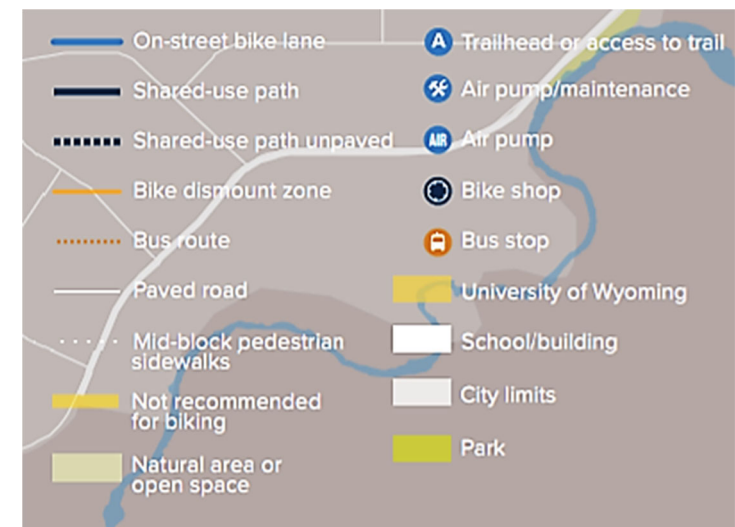 On-street bike lane
Shared-use path
Shared-use path unpaved
Bike dismount zone
Bus route
Paved road
Mid-block pedestrian
sidewalks
Not recommended
for biking
Natural area or
open space
A Trailhead or access to trail
Air pump/maintenance
AIR Air pump
Bike shop
Bus stop
University of Wyoming
School/building
City limits
Park